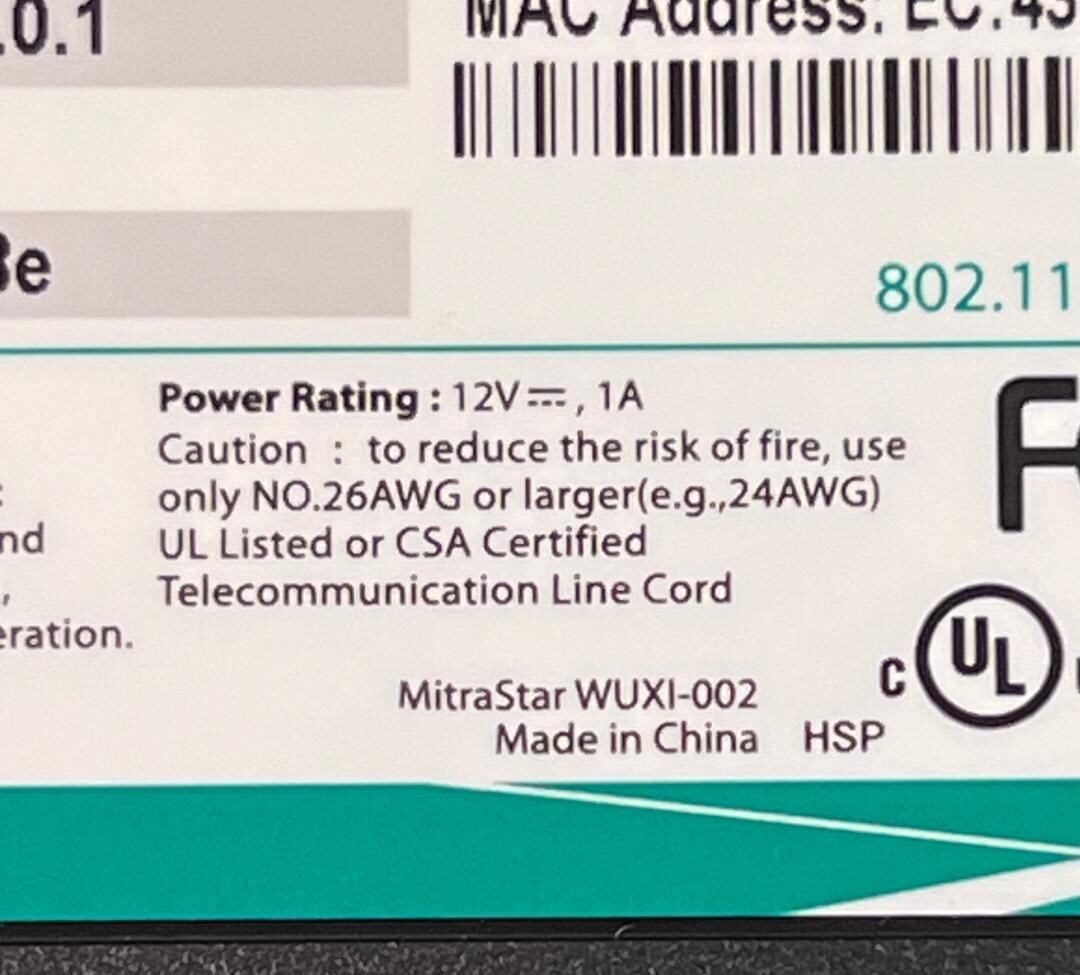 .0.1
MAC Address: EC:43
3e
802.11
Power Rating : 12V⎓, 1A
Caution : to reduce the risk of fire, use
only NO.26AWG or larger(e.g.,24AWG)
UL Listed or CSA Certified
Telecommunication Line Cord
nd
,
eration.
F
C UL
MitraStar WUXI-002
Made in China HSP